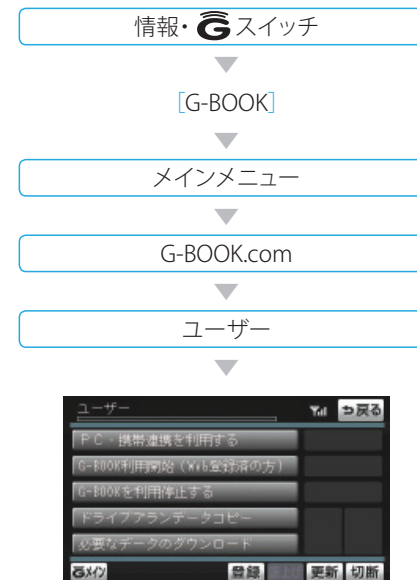 情報・G スイッチ
[G-BOOK]
メインメニュー
G-BOOK.com
ユーザー
ユーザー
戻る
PC・携帯連携を利用する
G-BOOK利用開始(Web登録済の方)
G-BOOKを利用停止する
ドライブプランデータコピー
必要なデータのダウンロード
Gメイン
登録
更新
切断